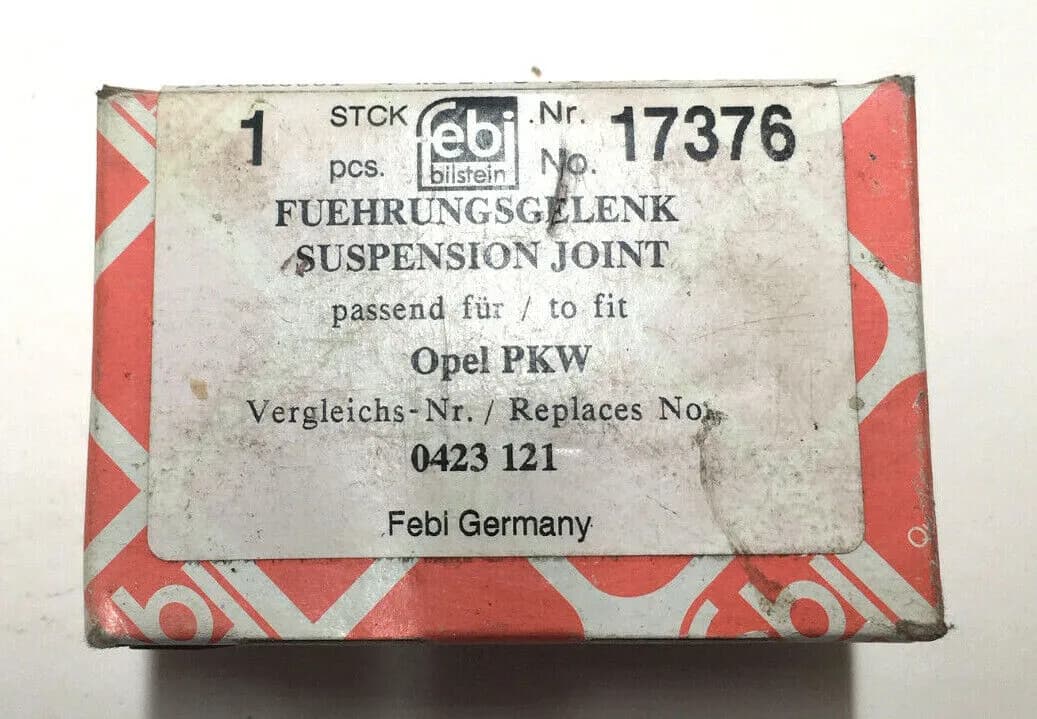 1 STCK febi .Nr. 17376
pcs. bilstein No.
FUEHRUNGSGELENK
SUSPENSION JOINT
passend für / to fit
Opel PKW
Vergleichs-Nr. / Replaces No.
0423 121
Febi Germany